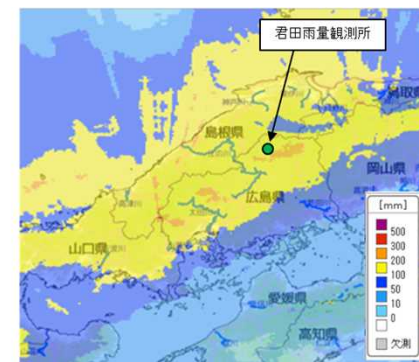 君田雨量観測所
鳥取県
島根県
岡山県
広島県
山口県
愛媛県
高知県
[mm]
500
300
200
100
50
10
0
欠測